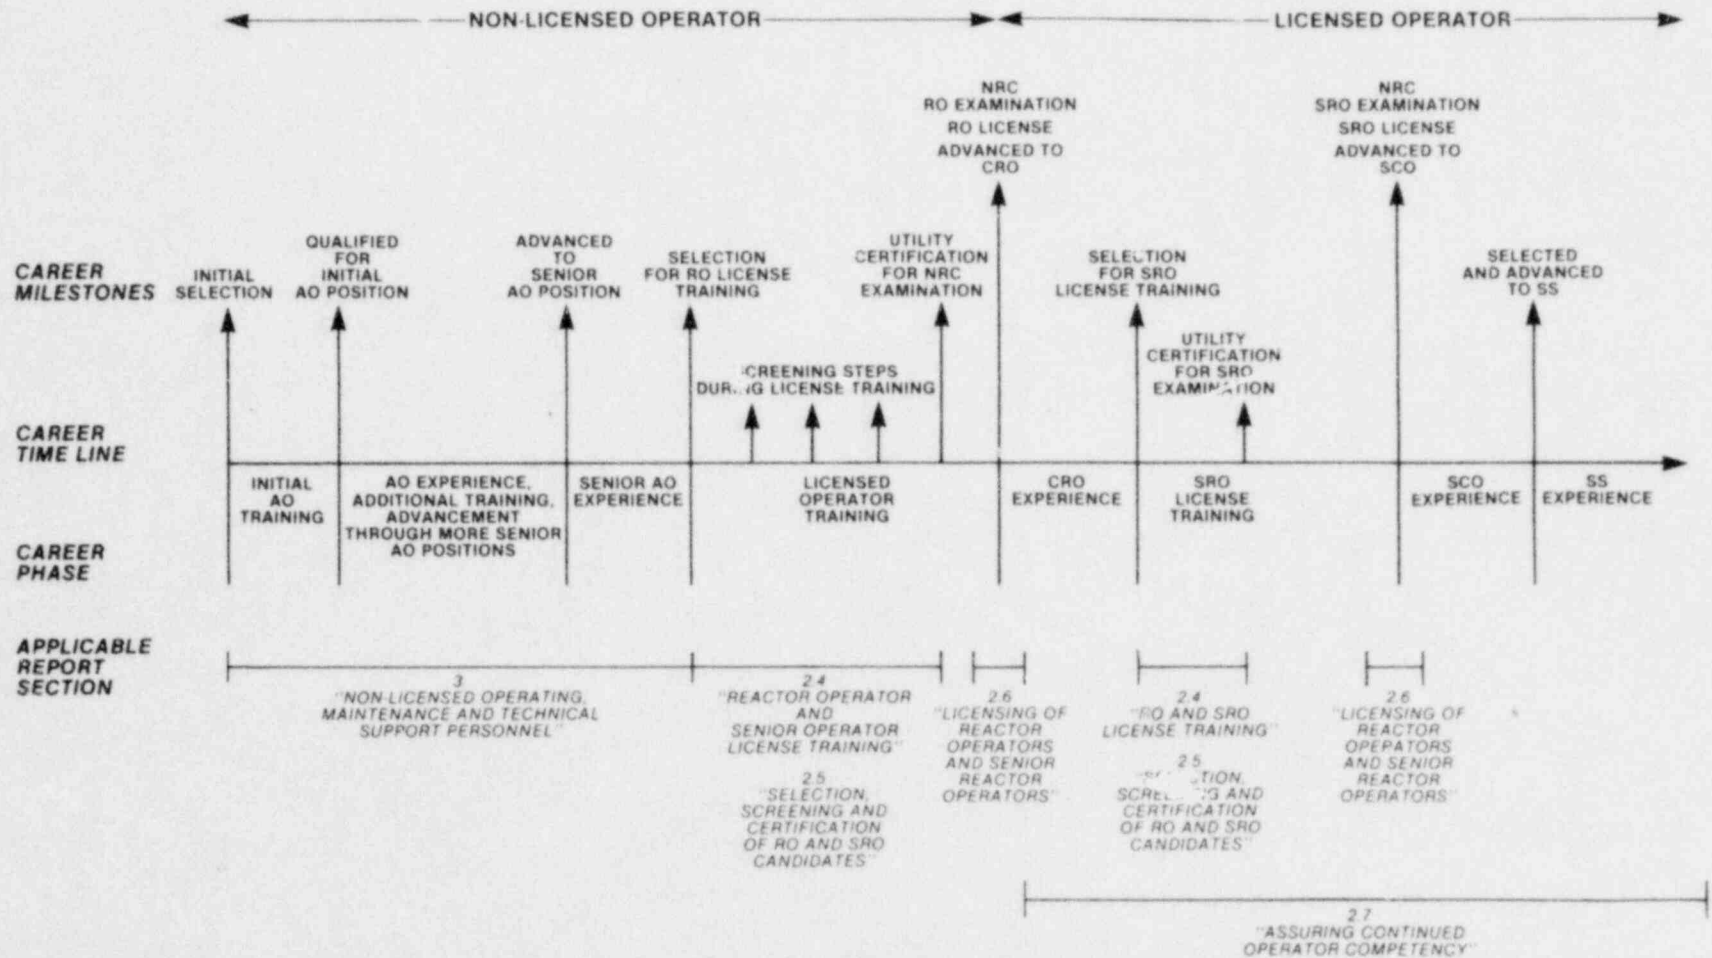 NON-LICENSED OPERATOR
LICENSED OPERATOR
NRC
RO EXAMINATION
RO LICENSE
ADVANCED TO
CRO
NRC
SRO EXAMINATION
SRO LICENSE
ADVANCED TO
SCO
CAREER
MILESTONES
INITIAL
SELECTION
QUALIFIED
FOR
INITIAL
AO POSITION
ADVANCED
TO
SENIOR
AO POSITION
SELECTION
FOR RO LICENSE
TRAINING
UTILITY
CERTIFICATION
FOR NRC
EXAMINATION
SELECTION
FOR SRO
LICENSE TRAINING
SELECTED
AND ADVANCED
TO SS
CREENING STEPS
LICENSE TRAINING
UTILITY
CERTIFICATION
FOR SRO
EXAMINATION
CAREER
TIME LINE
INITIAL
AO
TRAINING
AO EXPERIENCE,
ADDITIONAL TRAINING,
ADVANCEMENT
THROUGH MORE SENIOR
AO POSITIONS
SENIOR AO
EXPERIENCE
LICENSED
OPERATOR
TRAINING
CRO
EXPERIENCE
SRO
LICENSE
TRAINING
SCO
EXPERIENCE
SS
EXPERIENCE
CAREER
PHASE
APPLICABLE
REPORT
SECTION
3
"NON-LICENSED OPERATING,
MAINTENANCE AND TECHNICAL
SUPPORT PERSONNEL"
2.4
"REACTOR OPERATOR
AND
SENIOR OPERATOR
LICENSE TRAINING"
2.5
"SELECTION,
SCREENING AND
CERTIFICATION
OF RO AND SRO
CANDIDATES"
2.6
"LICENSING OF
REACTOR
OPERATORS
AND SENIOR
REACTOR
OPERATORS"
2.4
"RO AND SRO
LICENSE TRAINING"
2.5
AND
CERTIFICATION
OF RO AND SRO
CANDIDATES"
2.6
"LICENSING OF
REACTOR
OPERATORS
AND SENIOR
REACTOR
OPERATORS"
2.7
"ASSURING CONTINUED
OPERATOR COMPETENCY"